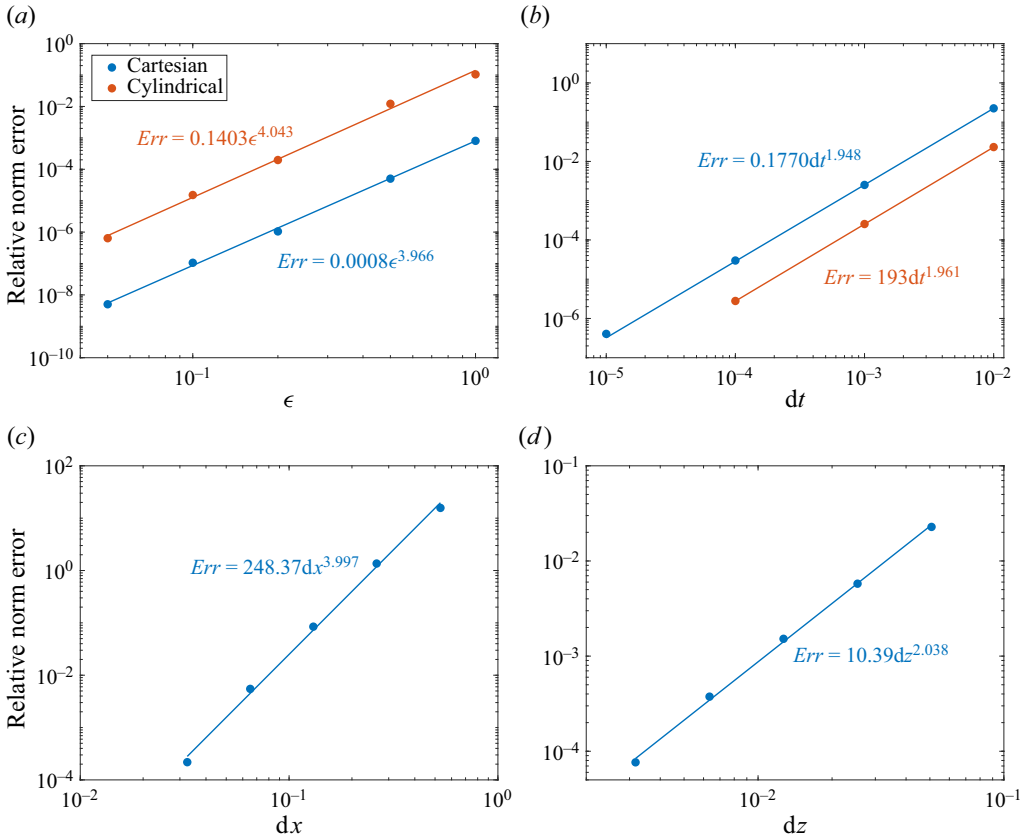 (a)
10^0
10^-2
10^-4
10^-6
10^-8
10^-10
Relative norm error
Cartesian
Cylindrical
Err = 0.1403ϵ^4.043
Err = 0.0008ϵ^3.966
10^-1
10^0
ϵ
(b)
10^0
10^-2
10^-4
10^-6
Err = 0.1770dt^1.948
Err = 193dt^1.961
10^-5
10^-4
10^-3
10^-2
dt
(c)
10^2
10^0
10^-2
10^-4
Relative norm error
Err = 248.37dx^3.997
10^-2
10^-1
10^0
dx
(d)
10^-1
10^-2
10^-3
10^-4
Err = 10.39dz^2.038
10^-2
10^-1
dz